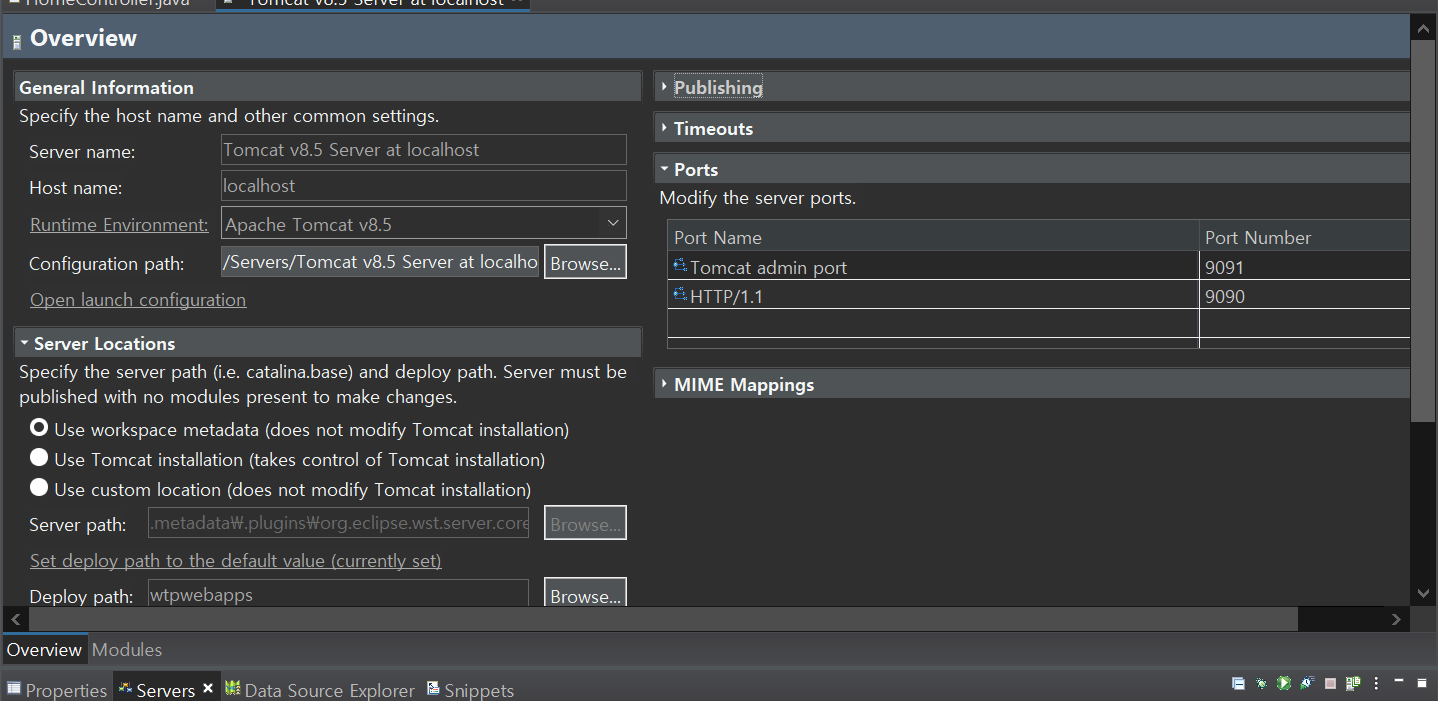 HomeController.java
Tomcat v8.5 Server at localhost
Overview
General Information
Specify the host name and other common settings.
Server name:
Tomcat v8.5 Server at localhost
Host name:
localhost
Runtime Environment:
Apache Tomcat v8.5
Configuration path:
/Servers/Tomcat v8.5 Server at localho
Browse...
Open launch configuration
Server Locations
Specify the server path (i.e. catalina.base) and deploy path. Server must be
published with no modules present to make changes.
Use workspace metadata (does not modify Tomcat installation)
Use Tomcat installation (takes control of Tomcat installation)
Use custom location (does not modify Tomcat installation)
Server path:
.metadata₩.plugins₩org.eclipse.wst.server.core
Browse...
Set deploy path to the default value (currently set)
Deploy path:
wtpwebapps
Browse...
Publishing
Timeouts
Ports
Modify the server ports.
Port Name
Port Number
Tomcat admin port
9091
HTTP/1.1
9090
MIME Mappings
Overview
Modules
Properties
Servers
Data Source Explorer
Snippets